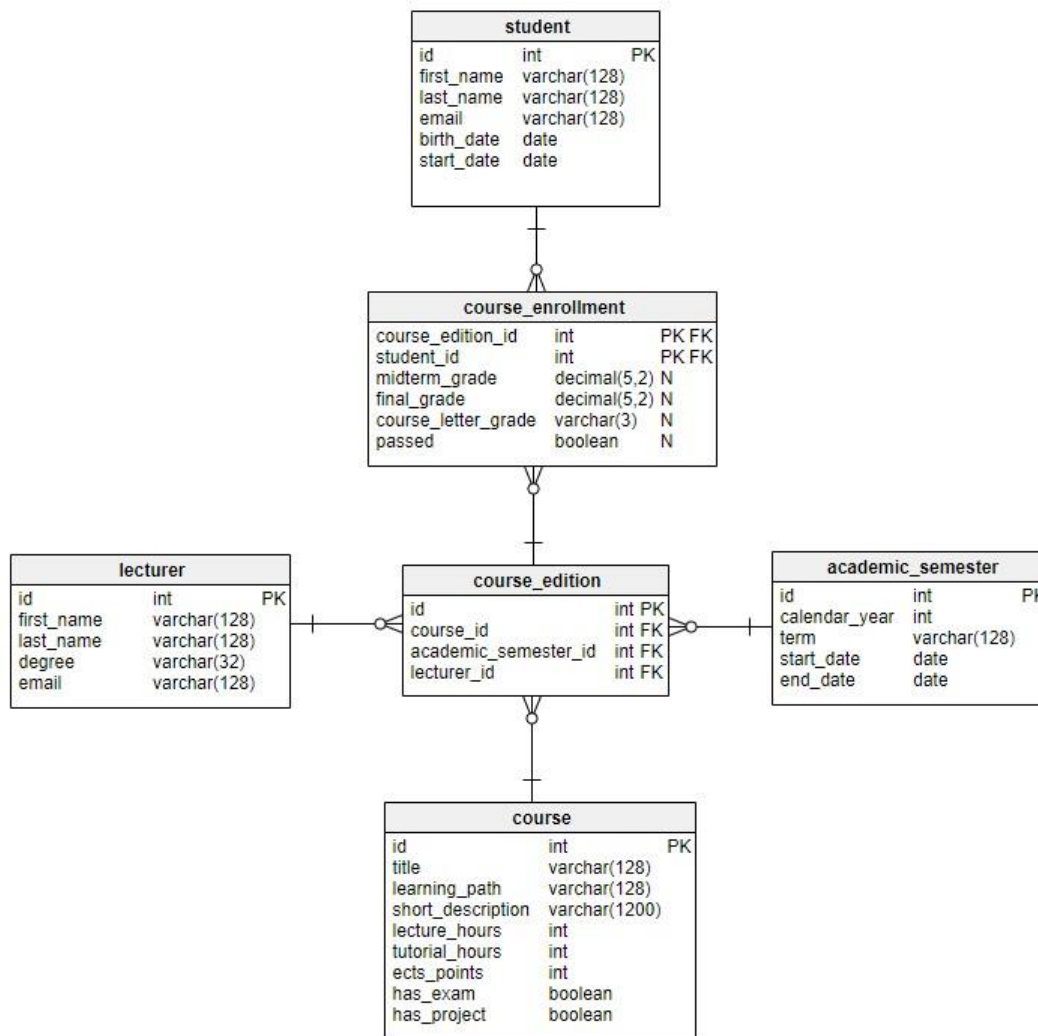 student
id int PK
first_name varchar(128)
last_name varchar(128)
email varchar(128)
birth_date date
start_date date
course_enrollment
course_edition_id int PK FK
student_id int PK FK
midterm_grade decimal(5,2) N
final_grade decimal(5,2) N
course_letter_grade varchar(3) N
passed boolean N
lecturer
id int PK
first_name varchar(128)
last_name varchar(128)
degree varchar(32)
email varchar(128)
course_edition
id int PK
course_id int FK
academic_semester_id int FK
lecturer_id int FK
academic_semester
id int PK
calendar_year int
term varchar(128)
start_date date
end_date date
course
id int PK
title varchar(128)
learning_path varchar(128)
short_description varchar(1200)
lecture_hours int
tutorial_hours int
ects_points int
has_exam boolean
has_project boolean